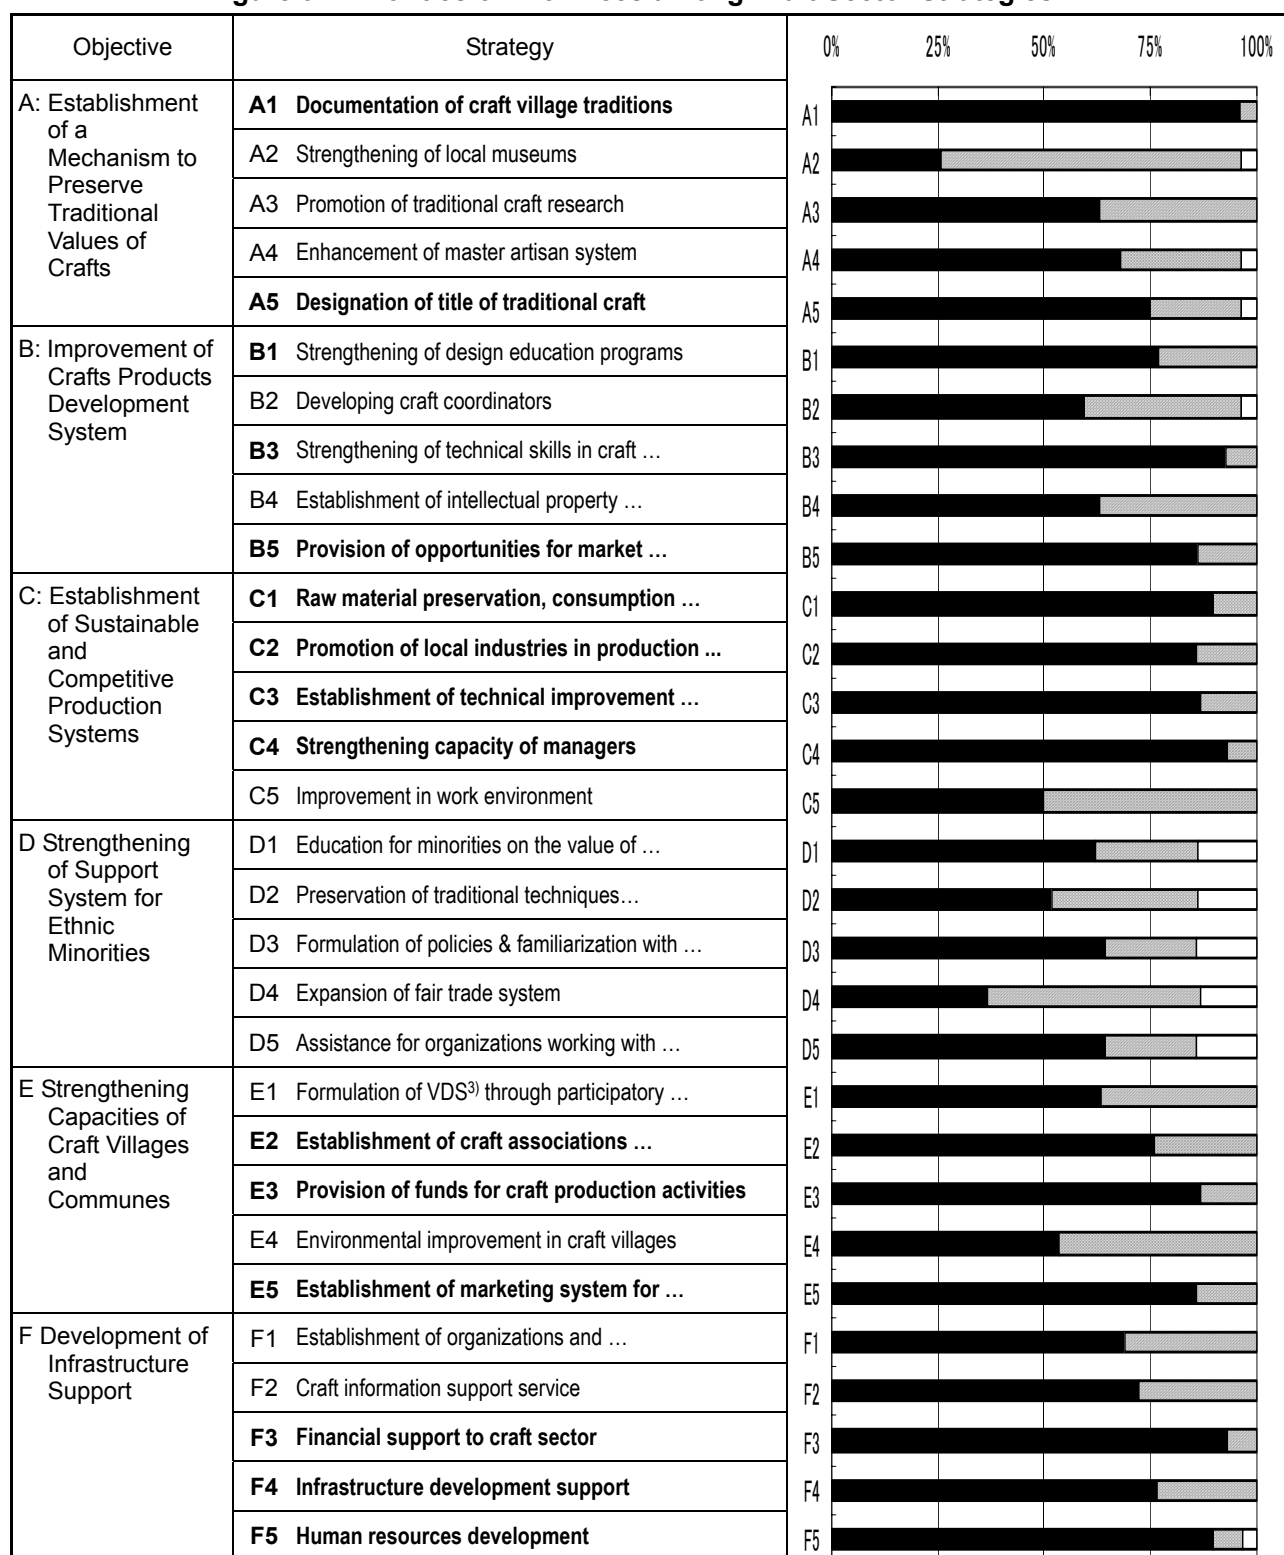 Sector Strategies
Objective
Strategy
0% 25% 50% 75% 100%
A: Establishment
of a
Mechanism to
Preserve
Traditional
Values of
Crafts
A1 Documentation of craft village traditions
A2 Strengthening of local museums
A3 Promotion of traditional craft research
A4 Enhancement of master artisan system
A5 Designation of title of traditional craft
B: Improvement of
Crafts Products
Development
System
B1 Strengthening of design education programs
B2 Developing craft coordinators
B3 Strengthening of technical skills in craft …
B4 Establishment of intellectual property …
B5 Provision of opportunities for market …
C: Establishment
of Sustainable
and
Competitive
Production
Systems
C1 Raw material preservation, consumption …
C2 Promotion of local industries in production ...
C3 Establishment of technical improvement …
C4 Strengthening capacity of managers
C5 Improvement in work environment
D Strengthening
of Support
System for
Ethnic
Minorities
D1 Education for minorities on the value of …
D2 Preservation of traditional techniques…
D3 Formulation of policies & familiarization with …
D4 Expansion of fair trade system
D5 Assistance for organizations working with …
E Strengthening
Capacities of
Craft Villages
and
Communes
E1 Formulation of VDS3) through participatory …
E2 Establishment of craft associations …
E3 Provision of funds for craft production activities
E4 Environmental improvement in craft villages
E5 Establishment of marketing system for …
F Development of
Infrastructure
Support
F1 Establishment of organizations and …
F2 Craft information support service
F3 Financial support to craft sector
F4 Infrastructure development support
F5 Human resources development
A1
A2
A3
A4
A5
B1
B2
B3
B4
B5
C1
C2
C3
C4
C5
D1
D2
D3
D4
D5
E1
E2
E3
E4
E5
F1
F2
F3
F4
F5